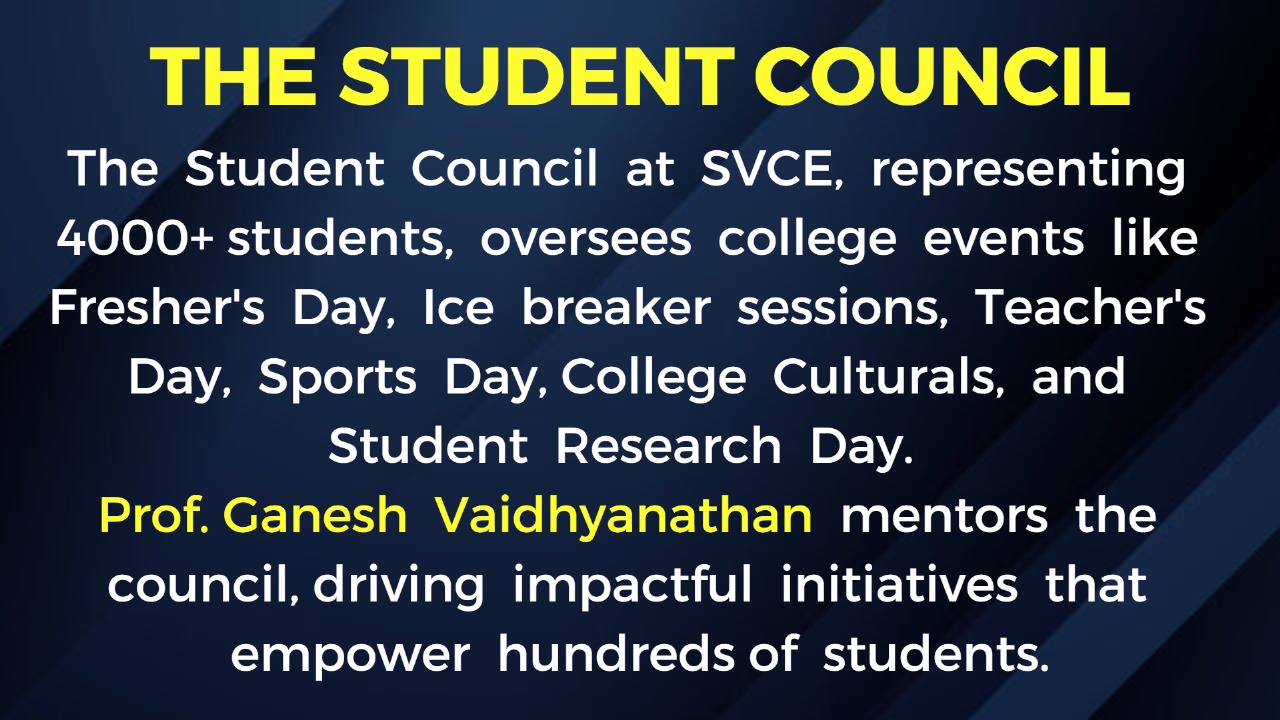 THE STUDENT COUNCIL
The Student Council at SVCE, representing
4000+ students, oversees college events like
Fresher's Day, Ice breaker sessions, Teacher's
Day, Sports Day, College Culturals, and
Student Research Day.
Prof. Ganesh Vaidhyanathan mentors the
council, driving impactful initiatives that
empower hundreds of students.